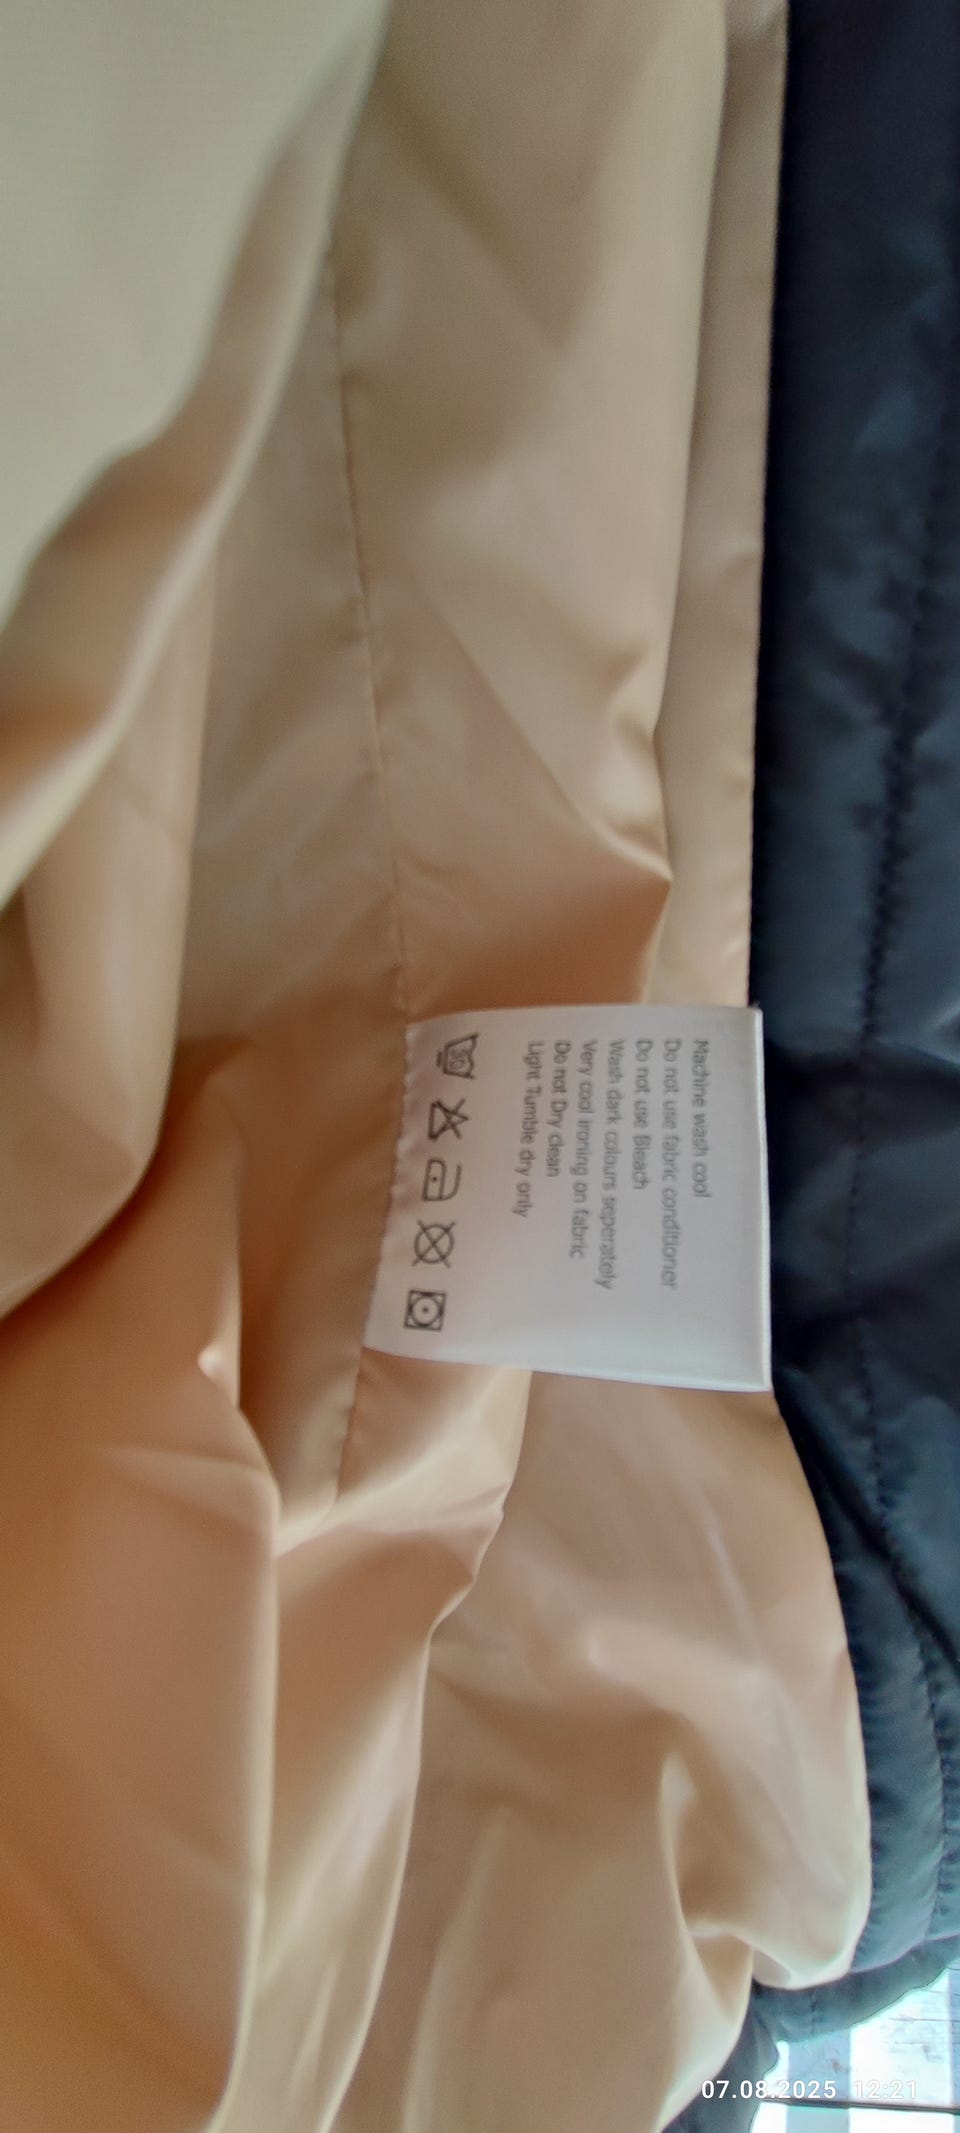 Machine wash cool
Do not use fabric conditioner
Do not use Bleach
Wash dark colours seperately
Very cool ironing on fabric
Do not Dry clean
Light Tumble dry only
30
07.08.2025 12:21